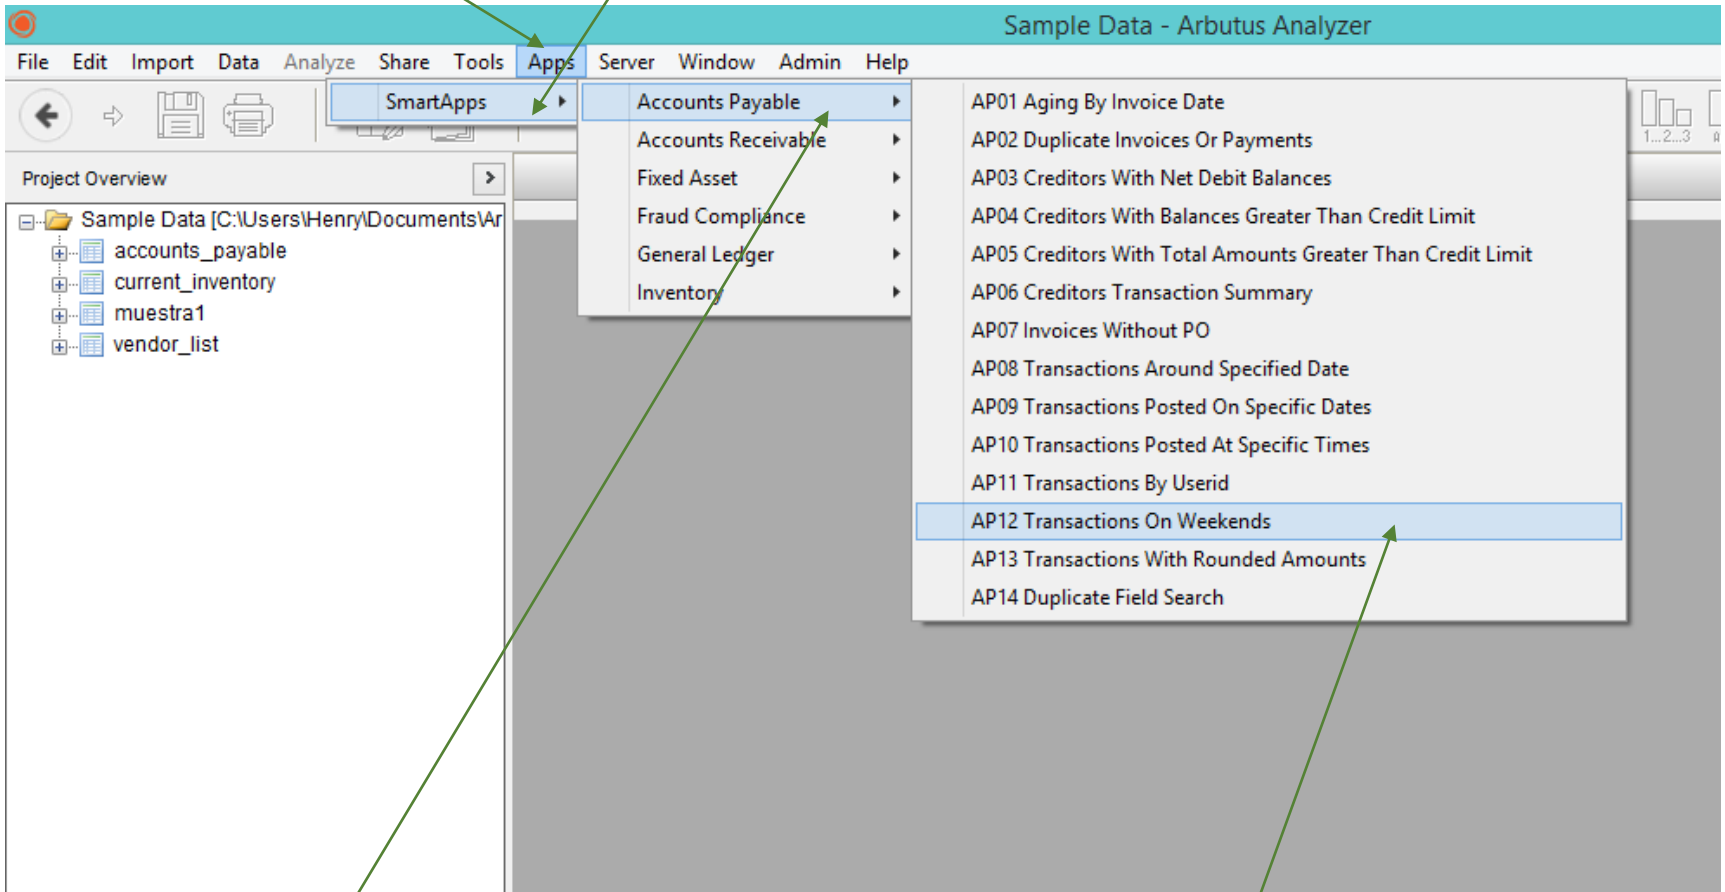 Sample Data - Arbutus Analyzer
File Edit Import Data Analyze Share Tools Apps Server Window Admin Help
SmartApps
Accounts Payable
Accounts Receivable
Fixed Asset
Fraud Compliance
General Ledger
Inventory
AP01 Aging By Invoice Date
AP02 Duplicate Invoices Or Payments
AP03 Creditors With Net Debit Balances
AP04 Creditors With Balances Greater Than Credit Limit
AP05 Creditors With Total Amounts Greater Than Credit Limit
AP06 Creditors Transaction Summary
AP07 Invoices Without PO
AP08 Transactions Around Specified Date
AP09 Transactions Posted On Specific Dates
AP10 Transactions Posted At Specific Times
AP11 Transactions By Userid
AP12 Transactions On Weekends
AP13 Transactions With Rounded Amounts
AP14 Duplicate Field Search
1...2...3
Project Overview
Sample Data [C:\Users\Henry\Documents\Ar
accounts_payable
current_inventory
muestra1
vendor_list